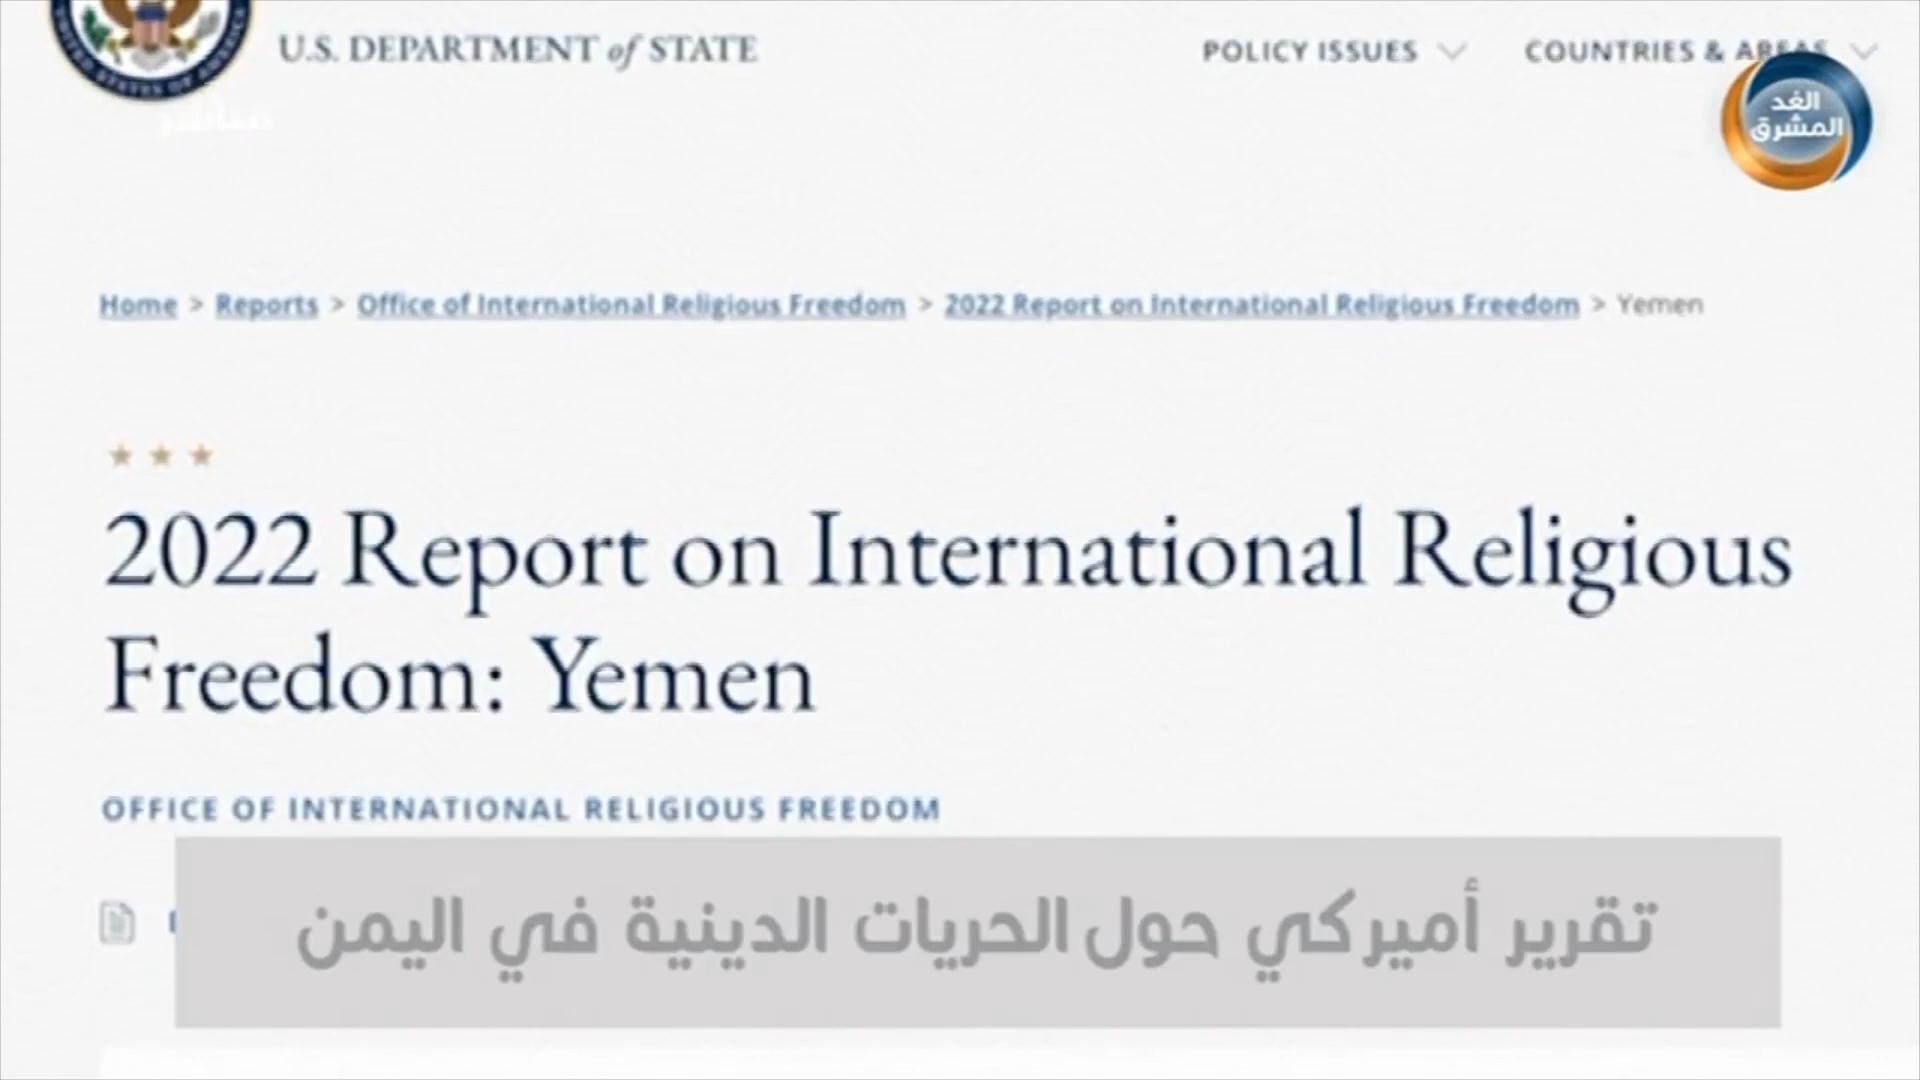 U.S. DEPARTMENT of STATE
POLICY ISSUES
COUNTRIES & AREAS
الغد
المشرق
Home > Reports > Office of International Religious Freedom > 2022 Report on International Religious Freedom > Yemen
2022 Report on International Religious
Freedom: Yemen
OFFICE OF INTERNATIONAL RELIGIOUS FREEDOM
تقرير أميركي حول الحريات الدينية في اليمن